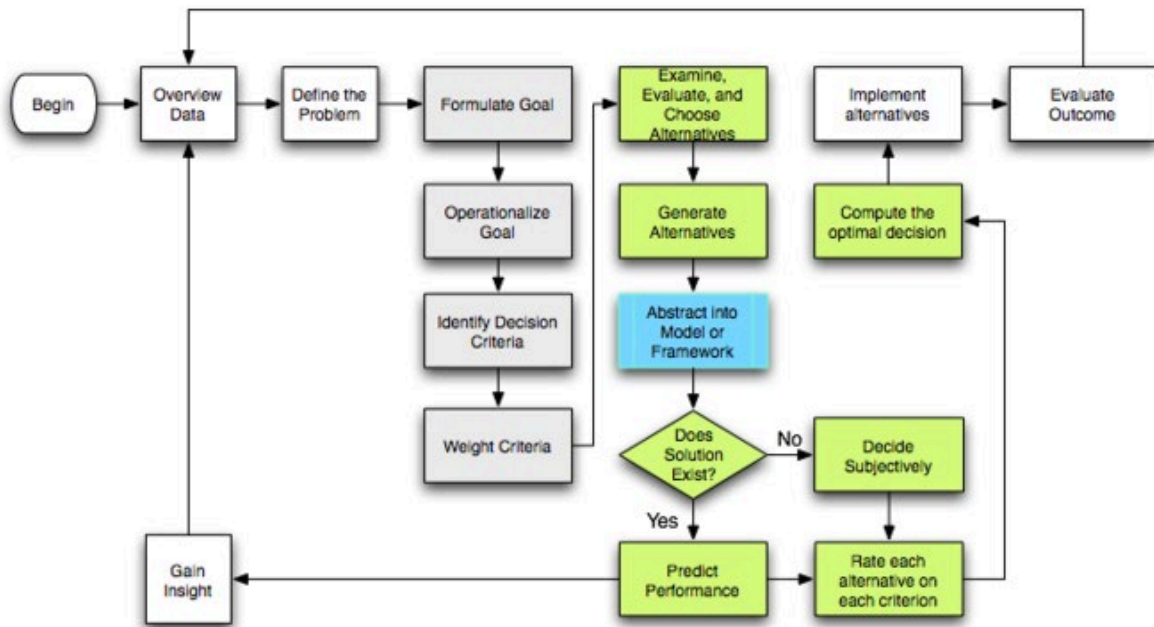 Begin
Overview
Data
Define the
Problem
Formulate Goal
Examine,
Evaluate, and
Choose
Alternatives
Implement
alternatives
Evaluate
Outcome
Operationalize
Goal
Generate
Alternatives
Compute the
optimal decision
Identify Decision
Criteria
Abstract into
Model or
Framework
Weight Criteria
Does
Solution
Exist?
No
Decide
Subjectively
Yes
Gain
Insight
Predict
Performance
Rate each
alternative on
each criterion